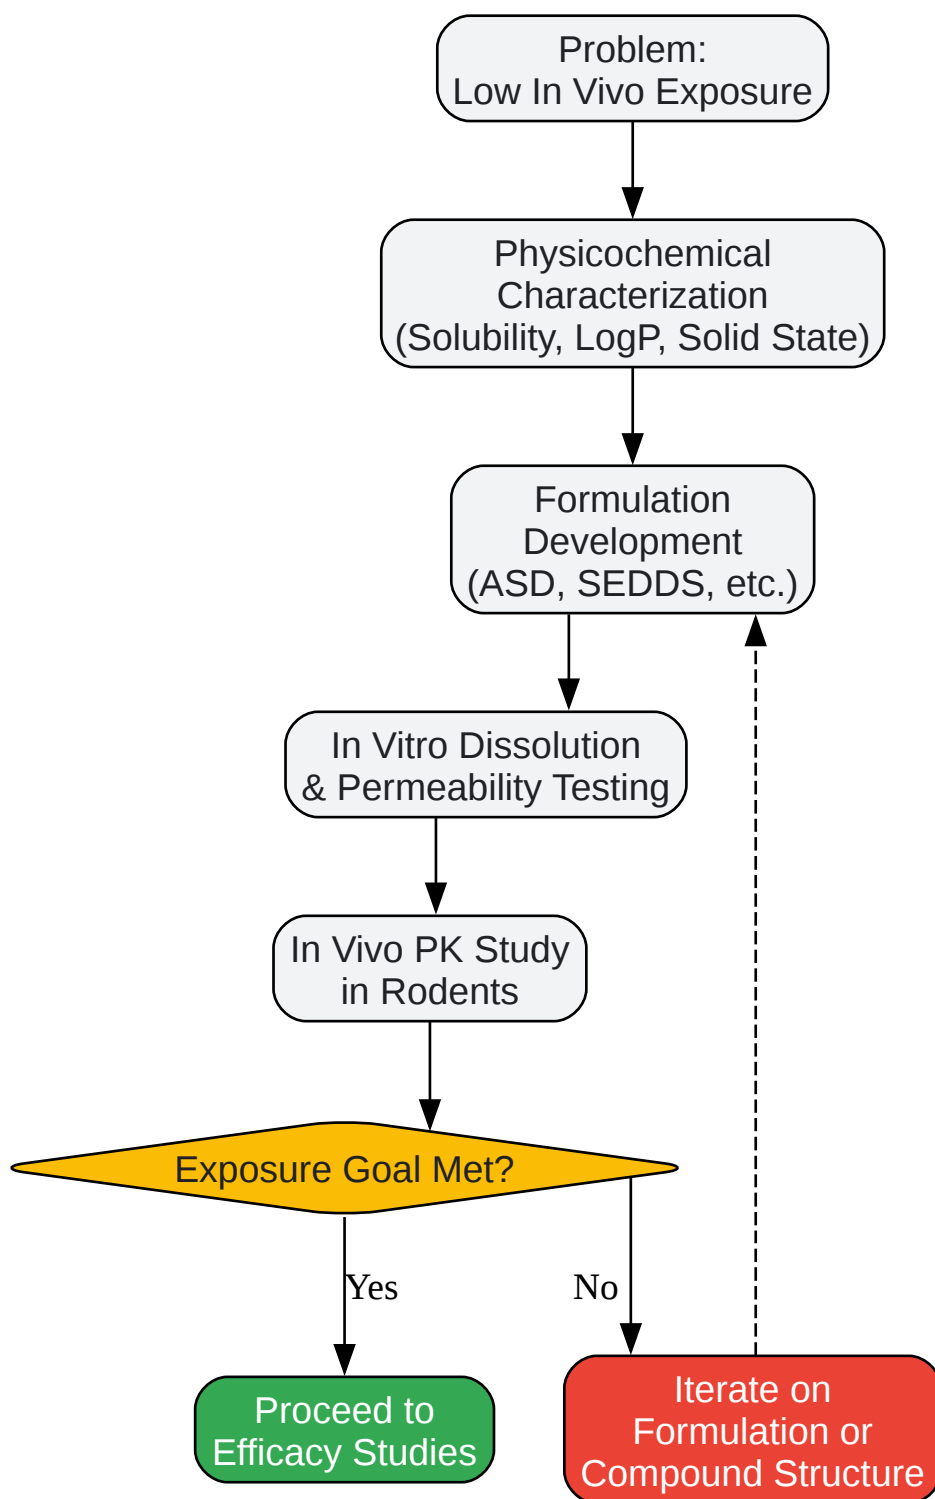 Problem:
Low In Vivo Exposure
Physicochemical
Characterization
(Solubility, LogP, Solid State)
Formulation
Development
(ASD, SEDDS, etc.)
In Vitro Dissolution
& Permeability Testing
In Vivo PK Study
in Rodents
Exposure Goal Met?
Yes
No
Proceed to
Efficacy Studies
Iterate on
Formulation or
Compound Structure